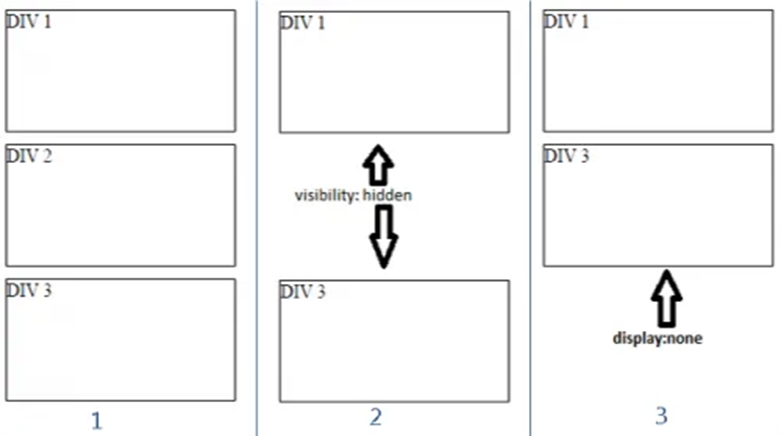 DIV 1
DIV 2
DIV 3
1
DIV 1
visibility: hidden
DIV 3
2
DIV 1
DIV 3
display:none
3